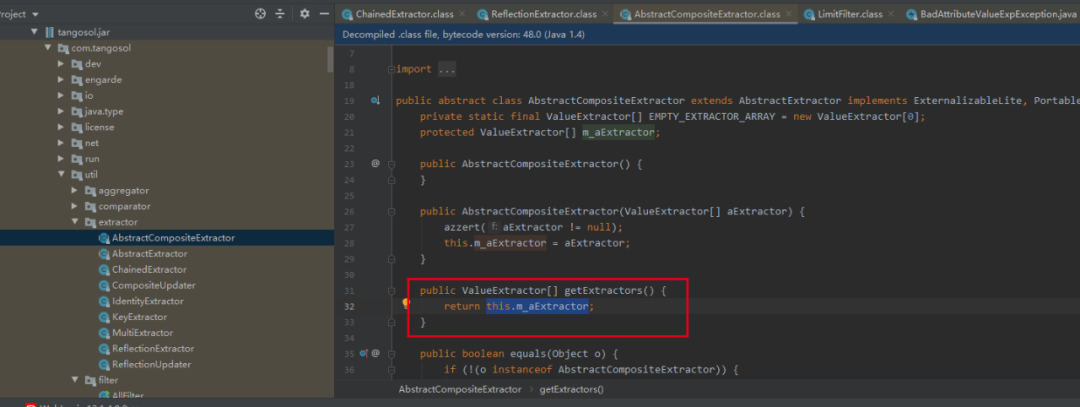 Project
tangosol.jar
com.tangosol
dev
engarde
io
java.type
license
net
run
util
aggregator
comparator
extractor
AbstractCompositeExtractor
AbstractExtractor
ChainedExtractor
CompositeUpdater
IdentityExtractor
KeyExtractor
MultiExtractor
ReflectionExtractor
ReflectionUpdater
filter
AllFilter
ChainedExtractor.class
ReflectionExtractor.class
AbstractCompositeExtractor.class
LimitFilter.class
BadAttributeValueExpException.java
Decompiled .class file, bytecode version: 48.0 (Java 1.4)
7
8 import ...
18
19 public abstract class AbstractCompositeExtractor extends AbstractExtractor implements ExternalizableLite, Portable
20 private static final ValueExtractor[] EMPTY_EXTRACTOR_ARRAY = new ValueExtractor[0];
21 protected ValueExtractor[] m_aExtractor;
22
23 @ public AbstractCompositeExtractor() {
24 }
25
26 public AbstractCompositeExtractor(ValueExtractor[] aExtractor) {
27 azzert( f: aExtractor != null);
28 this.m_aExtractor = aExtractor;
29 }
30
31 public ValueExtractor[] getExtractors() {
32 return this.m_aExtractor;
33 }
34
35 @ public boolean equals(Object o) {
36 if (!(o instanceof AbstractCompositeExtractor)) {
AbstractCompositeExtractor › getExtractors()